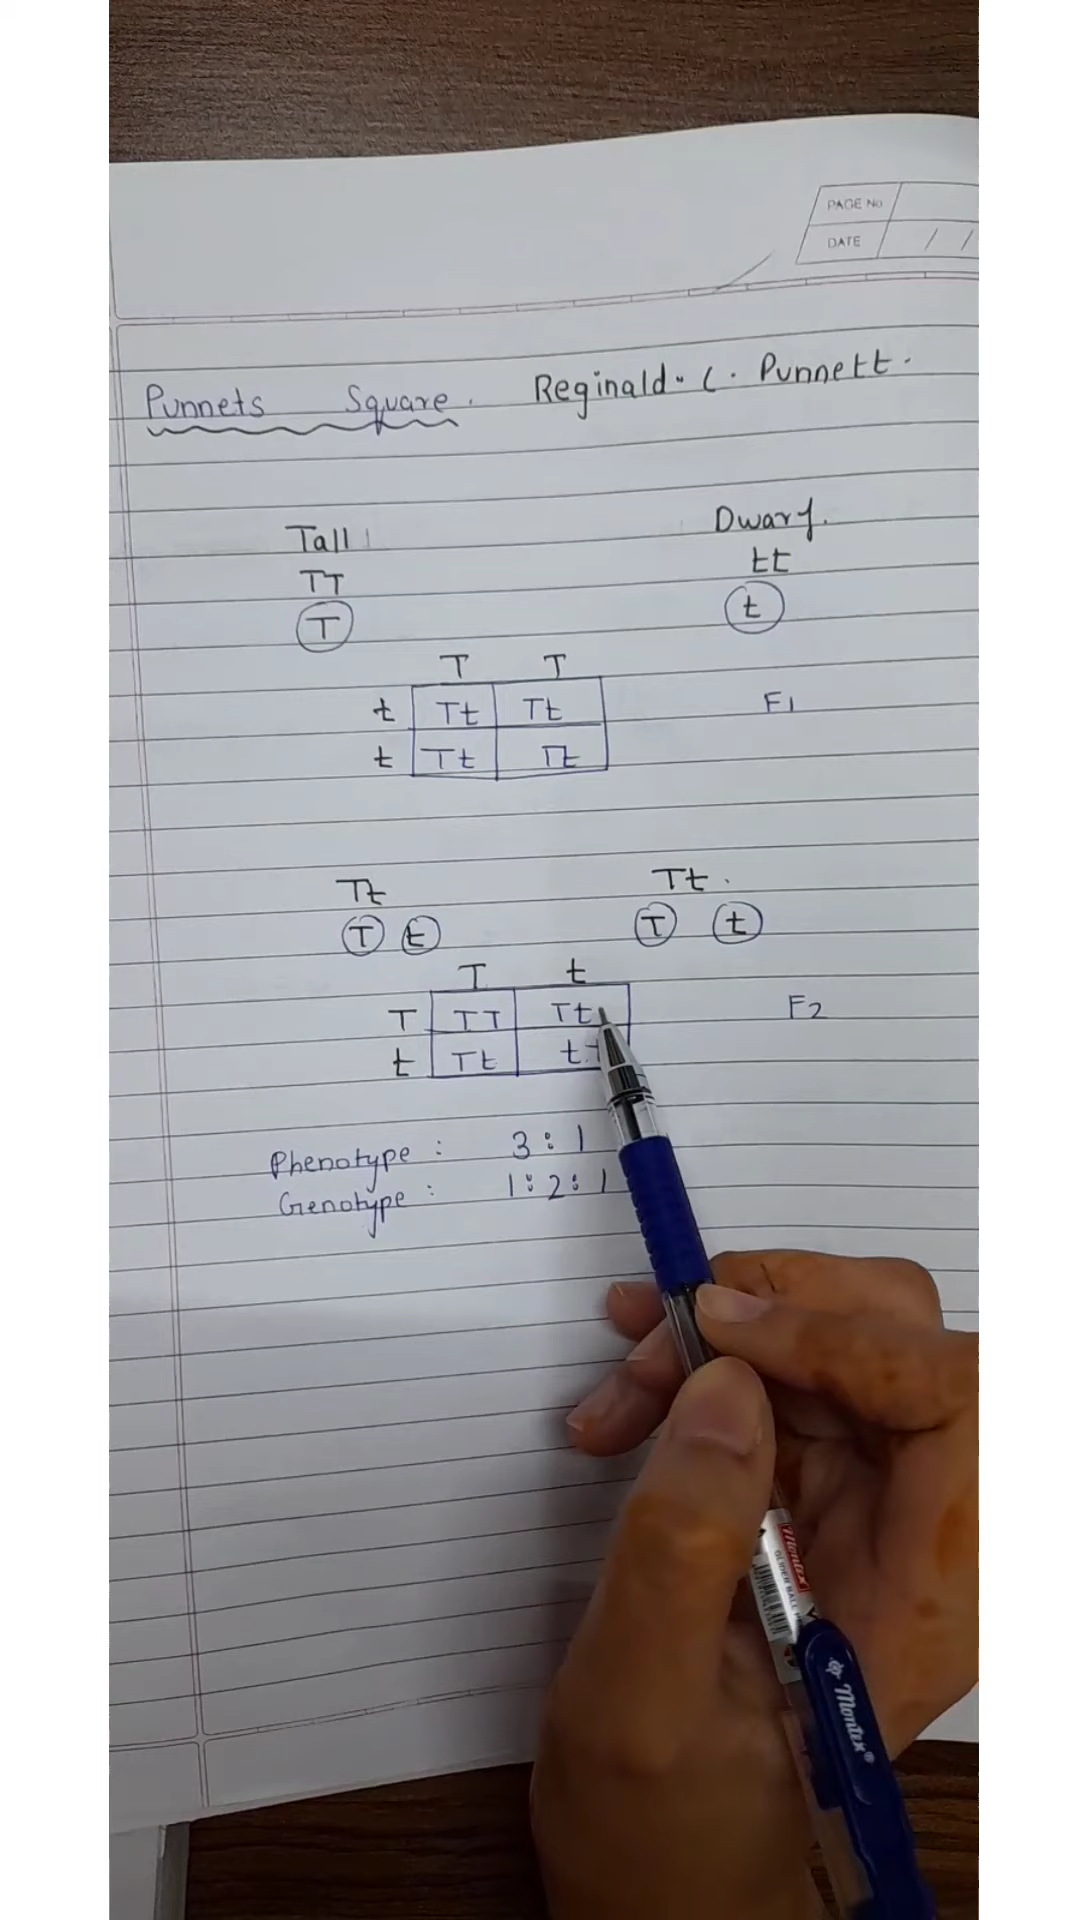 PAGE No
DATE / /
Punnets Square. Reginald. C. Punnett.
Tall Dwarf.
TT tt
T t
T T
t Tt Tt F1
t Tt Tt
Tt Tt.
T t T t
T t
T TT Tt F2
t Tt tt
Phenotype : 3 : 1
Genotype : 1 : 2 : 1
Montex
Montex®